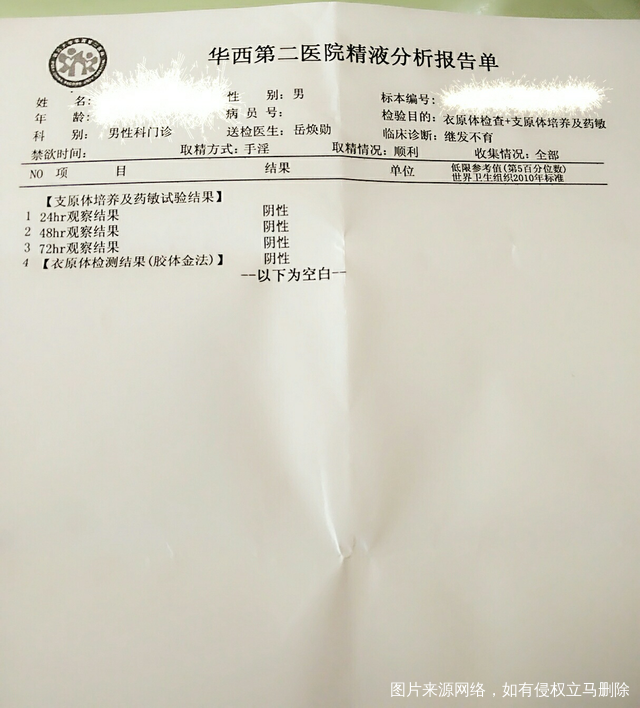 华西第二医院精液分析报告单
姓 名: 性 别: 男 标本编号:
年 龄: 病员号: 检验目的: 衣原体检查+支原体培养及药敏
科 别: 男性科门诊 送检医生: 岳焕勋 临床诊断: 继发不育
禁欲时间: 取精方式: 手淫 取精情况: 顺利 收集情况: 全部
NO 项 目 结果 单位 低限参考值(第5百分位数)
世界卫生组织2010年标准
【支原体培养及药敏试验结果】
1 24hr观察结果 阴性
2 48hr观察结果 阴性
3 72hr观察结果 阴性
4 【衣原体检测结果(胶体金法)】 阴性
--以下为空白--
图片来源网络，如有侵权立马删除